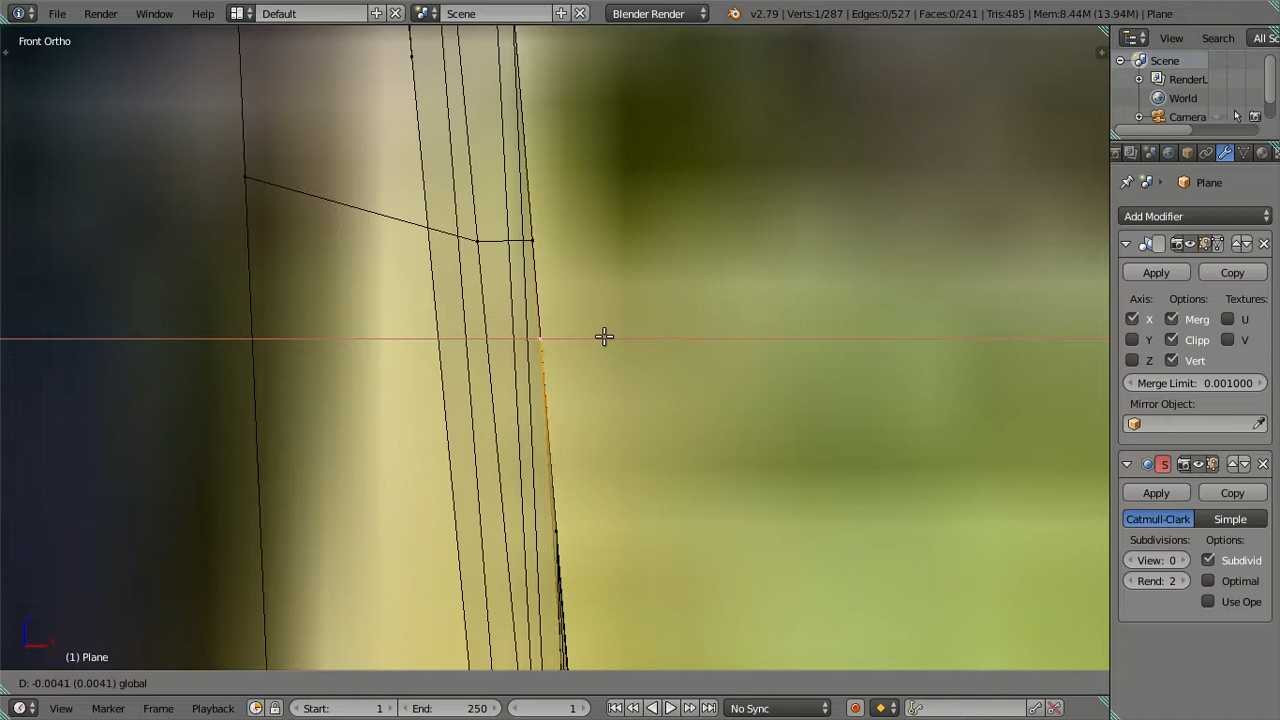 File Render Window Help Default Scene Blender Render v2.79 | Verts:1/287 | Edges:0/527 | Faces:0/241 | Tris:485 | Mem:8.44M (13.94M) | Plane
Front Ortho
View Search All Sc
Scene
RenderL
World
Camera
Plane
Add Modifier
Apply Copy
Axis: Options: Textures:
X Merg U
Y Clipp V
Z Vert
Merge Limit: 0.001000
Mirror Object:
S
Apply Copy
Catmull-Clark Simple
Subdivisions: Options:
View: 0 Subdivid
Rend: 2 Optimal
Use Ope
(1) Plane
D: -0.0041 (0.0041) global
View Marker Frame Playback Start: 1 End: 250 1 No Sync